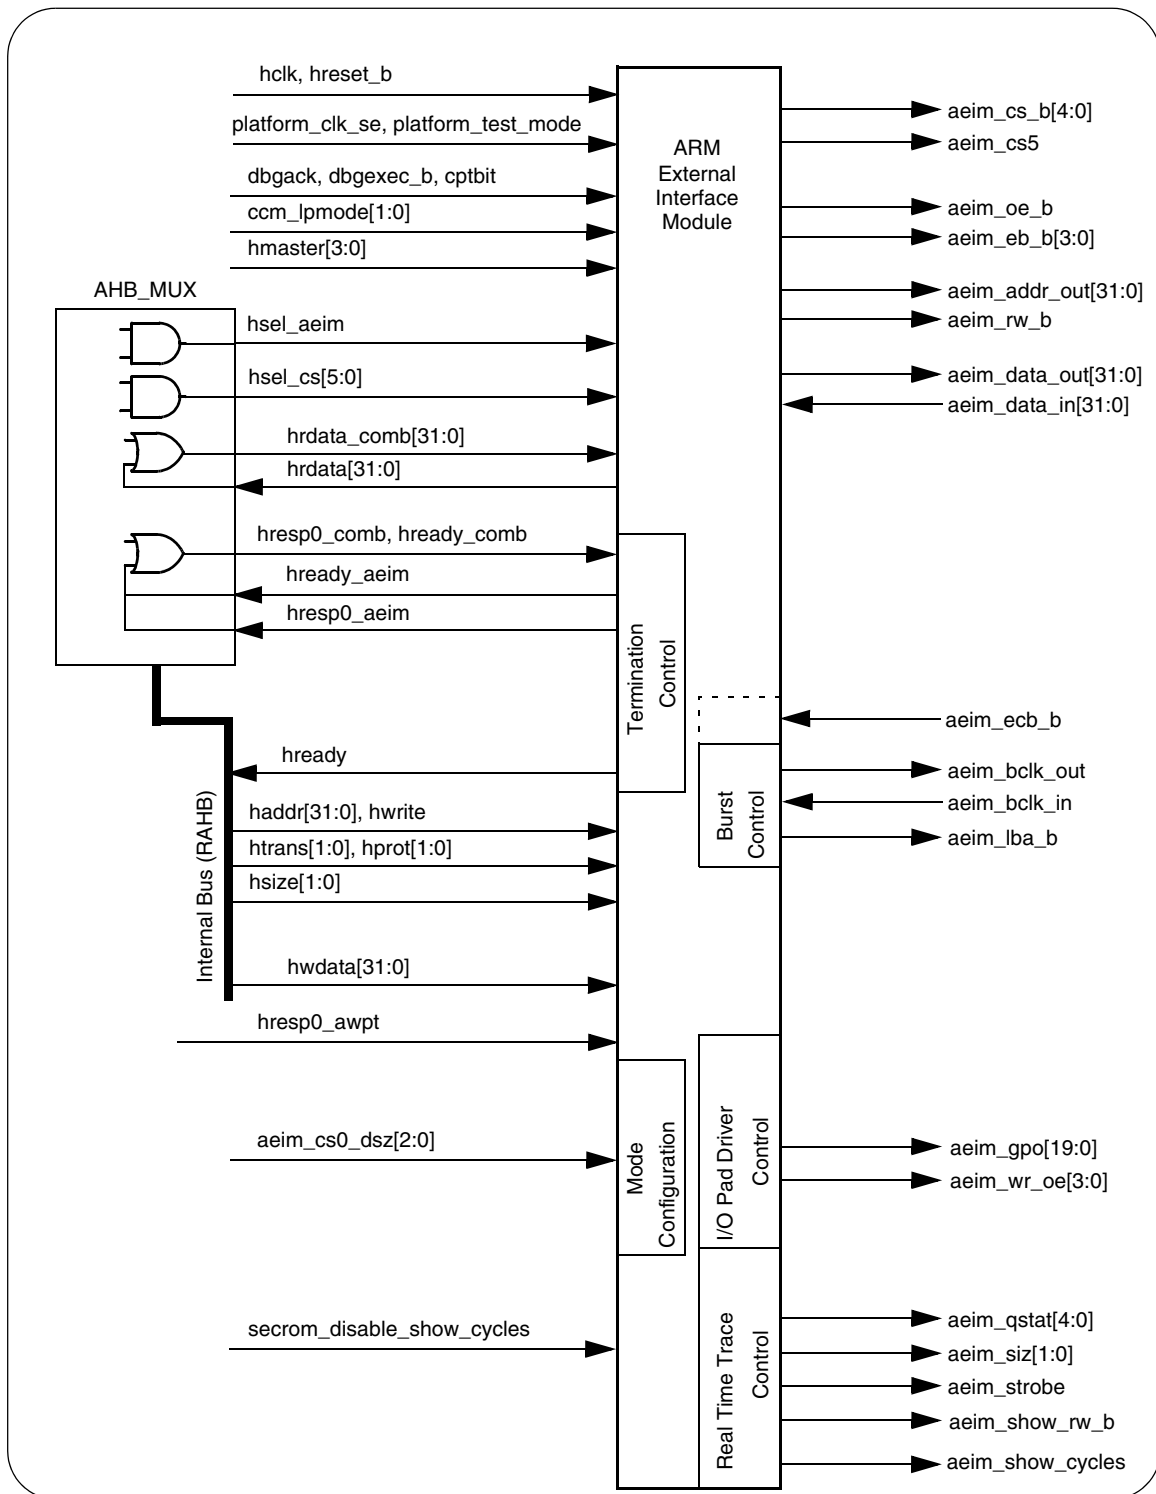 hclk, hreset_b
platform_clk_se, platform_test_mode
dbgack, dbgexec_b, cptbit
ccm_lpmode[1:0]
hmaster[3:0]
AHB_MUX
hsel_aeim
hsel_cs[5:0]
hrdata_comb[31:0]
hrdata[31:0]
hresp0_comb, hready_comb
hready_aeim
hresp0_aeim
hready
Internal Bus (RAHB)
haddr[31:0], hwrite
htrans[1:0], hprot[1:0]
hsize[1:0]
hwdata[31:0]
hresp0_awpt
aeim_cs0_dsz[2:0]
secrom_disable_show_cycles
ARM
External
Interface
Module
Termination
Control
Burst
Control
Mode
Configuration
I/O Pad Driver
Control
Real Time Trace
Control
aeim_cs_b[4:0]
aeim_cs5
aeim_oe_b
aeim_eb_b[3:0]
aeim_addr_out[31:0]
aeim_rw_b
aeim_data_out[31:0]
aeim_data_in[31:0]
aeim_ecb_b
aeim_bclk_out
aeim_bclk_in
aeim_lba_b
aeim_gpo[19:0]
aeim_wr_oe[3:0]
aeim_qstat[4:0]
aeim_siz[1:0]
aeim_strobe
aeim_show_rw_b
aeim_show_cycles